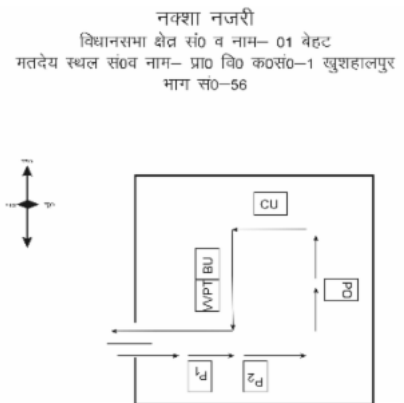 नक्शा नजरी
विधानसभा क्षेत्र सं0 व नाम– 01 बेहट
मतदेय स्थल सं0व नाम– प्रा0 वि0 क0सं0–1 खुशहालपुर
भाग सं0–56
CU
BU
VVPT
PO
P1
P2